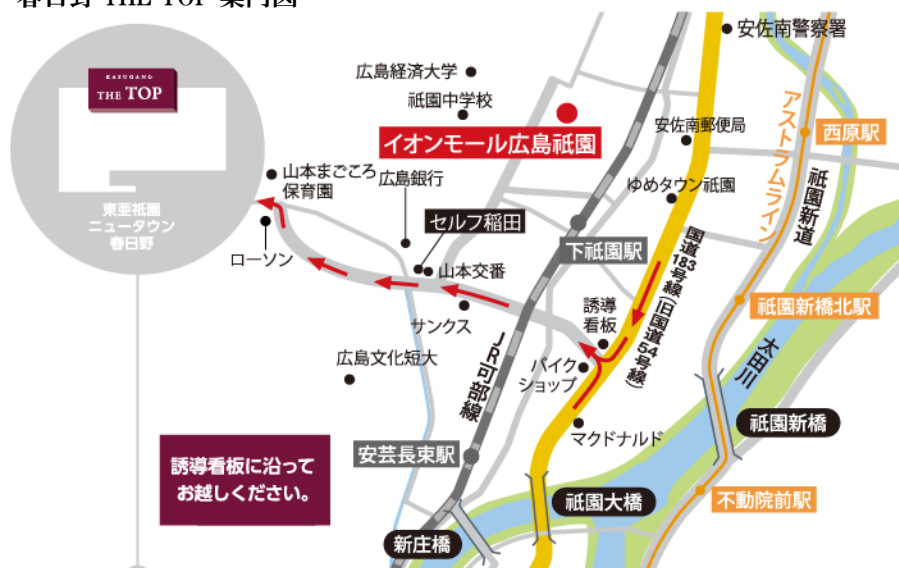 春日野 THE TOP 案内図
安佐南警察署
KASUGANO
THE TOP
広島経済大学
祇園中学校
アストラムライン
イオンモール広島祇園
安佐南郵便局
西原駅
祇園新道
山本まごころ
保育園
広島銀行
ゆめタウン祇園
東亜祇園
ニュータウン
春日野
セルフ稲田
ローソン
山本交番
下祇園駅
国道183号線(旧国道54号線)
サンクス
誘導
看板
祇園新橋北駅
JR可部線
太田川
広島文化短大
バイク
ショップ
マクドナルド
祇園新橋
安芸長束駅
誘導看板に沿って
お越しください。
祇園大橋
不動院前駅
新庄橋